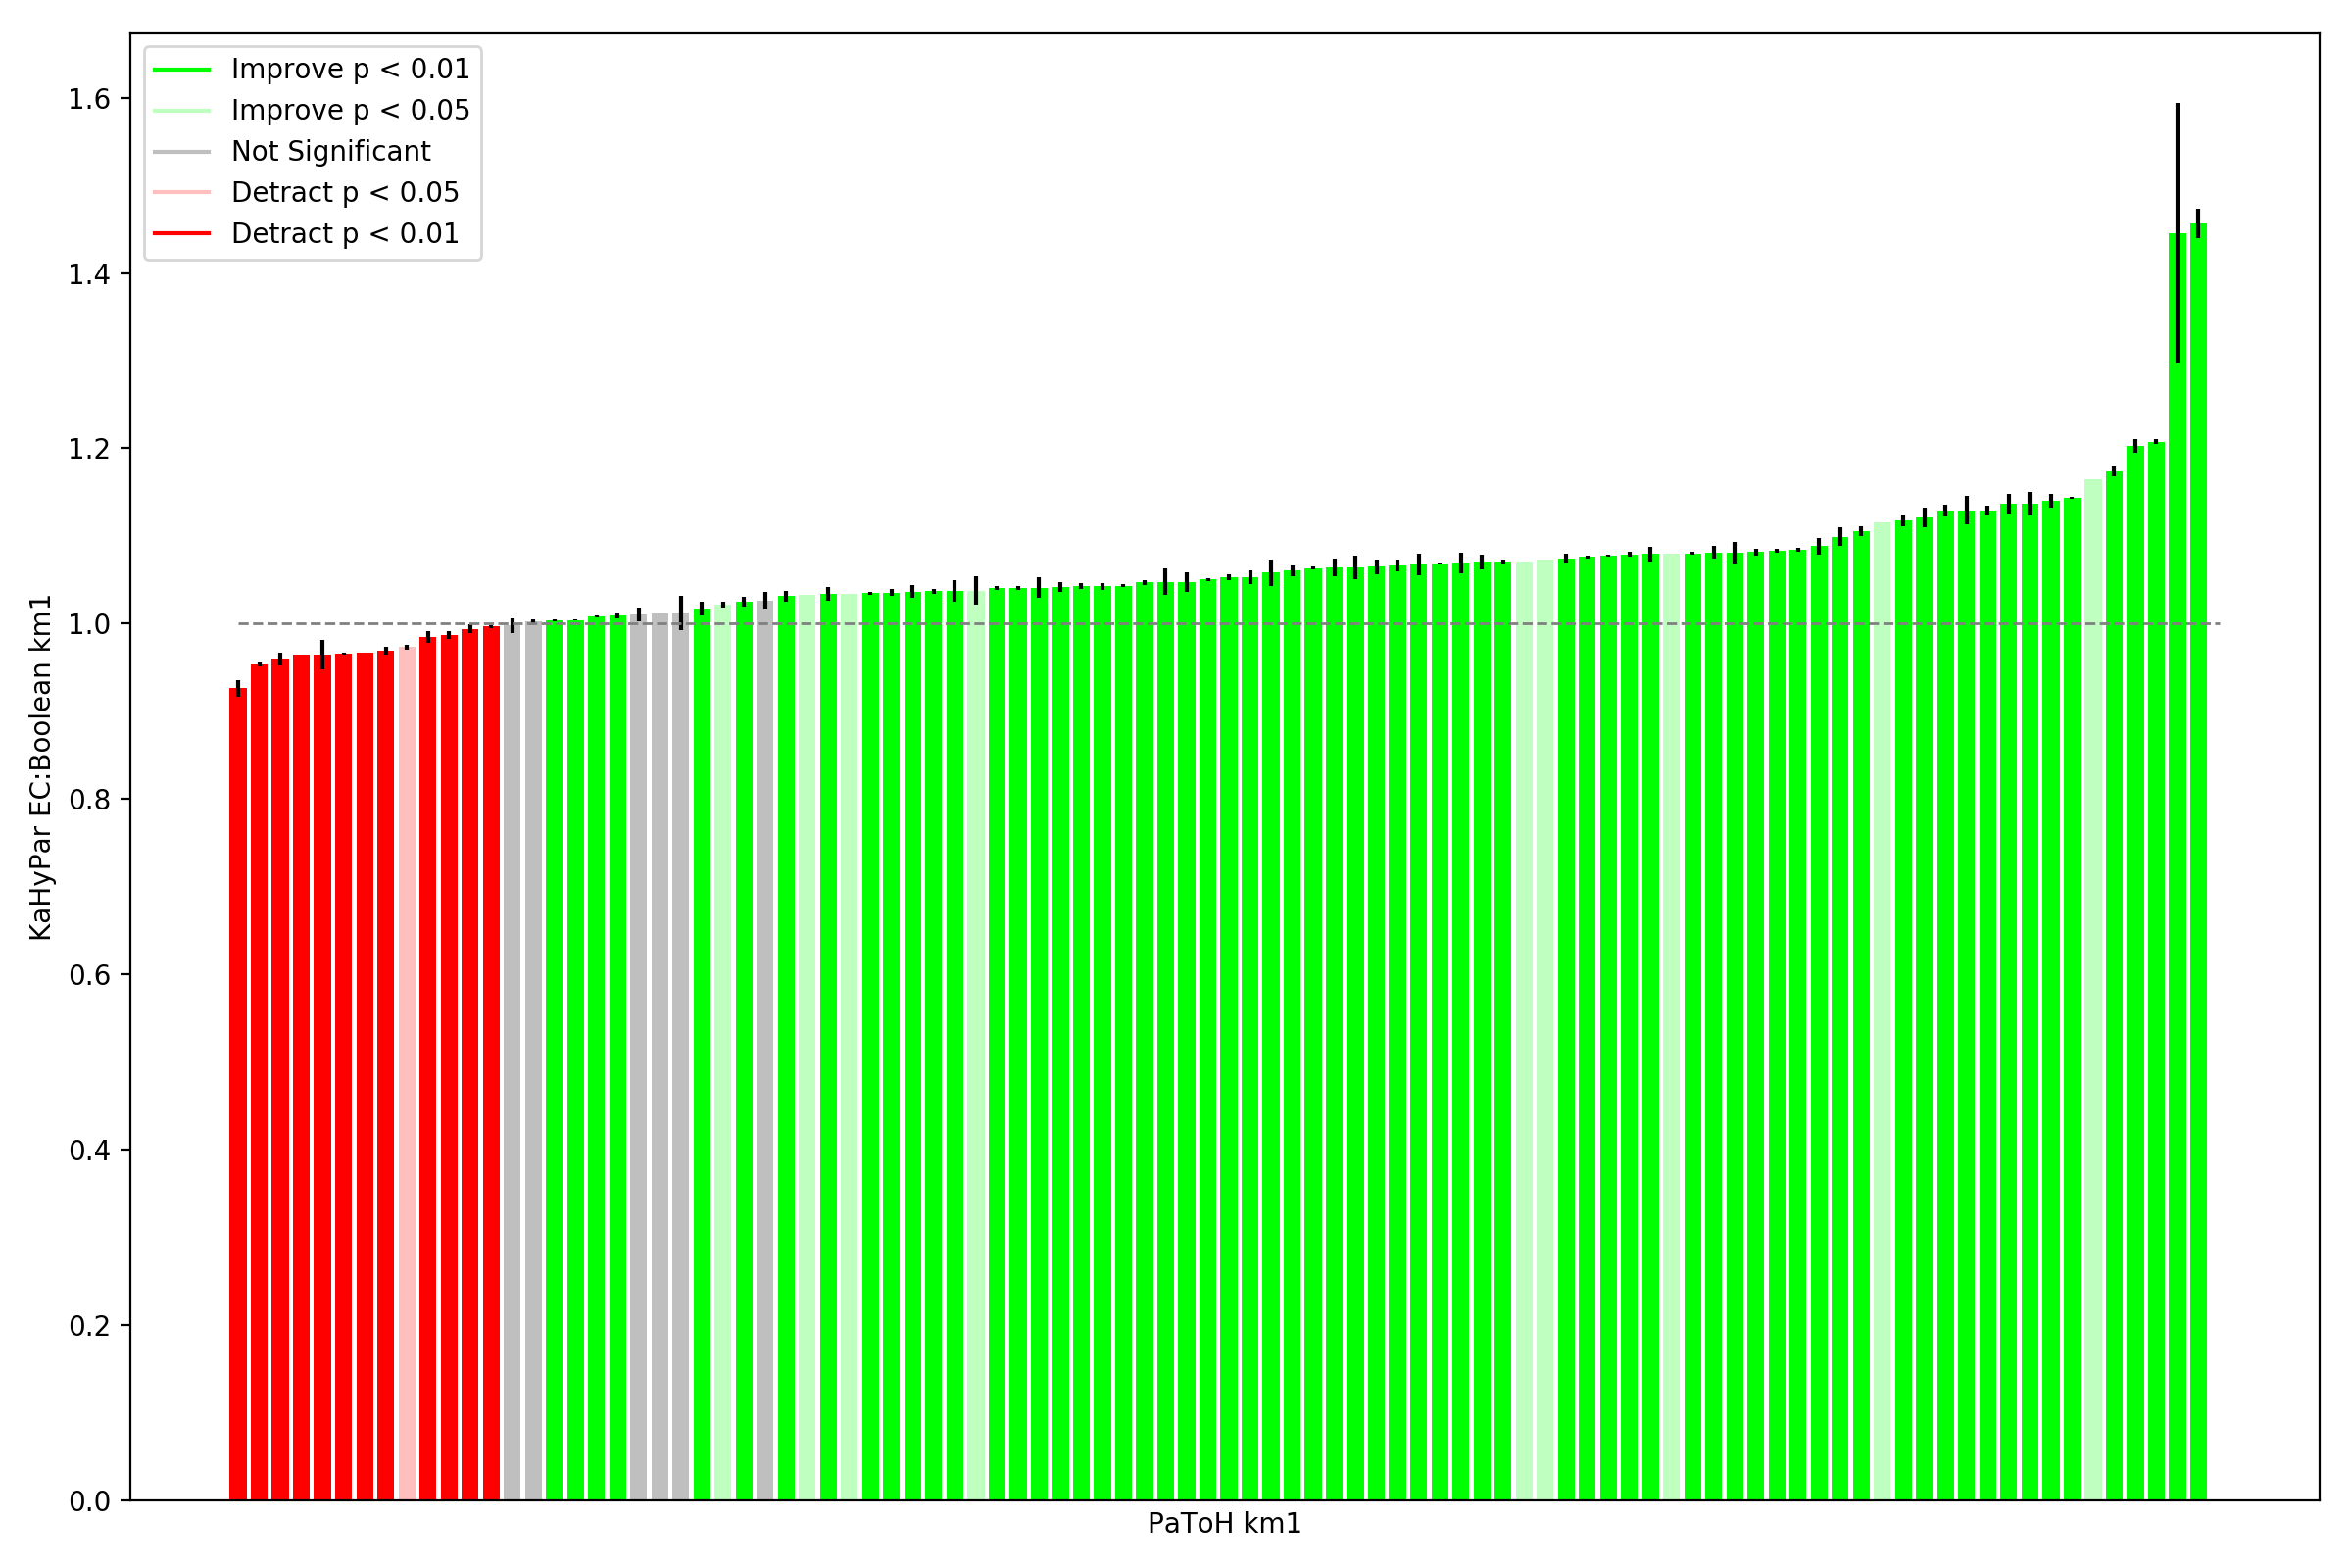 Improve p < 0.01
Improve p < 0.05
Not Significant
Detract p < 0.05
Detract p < 0.01
KaHyPar EC:Boolean km1
1.6
1.4
1.2
1.0
0.8
0.6
0.4
0.2
0.0
PaToH km1